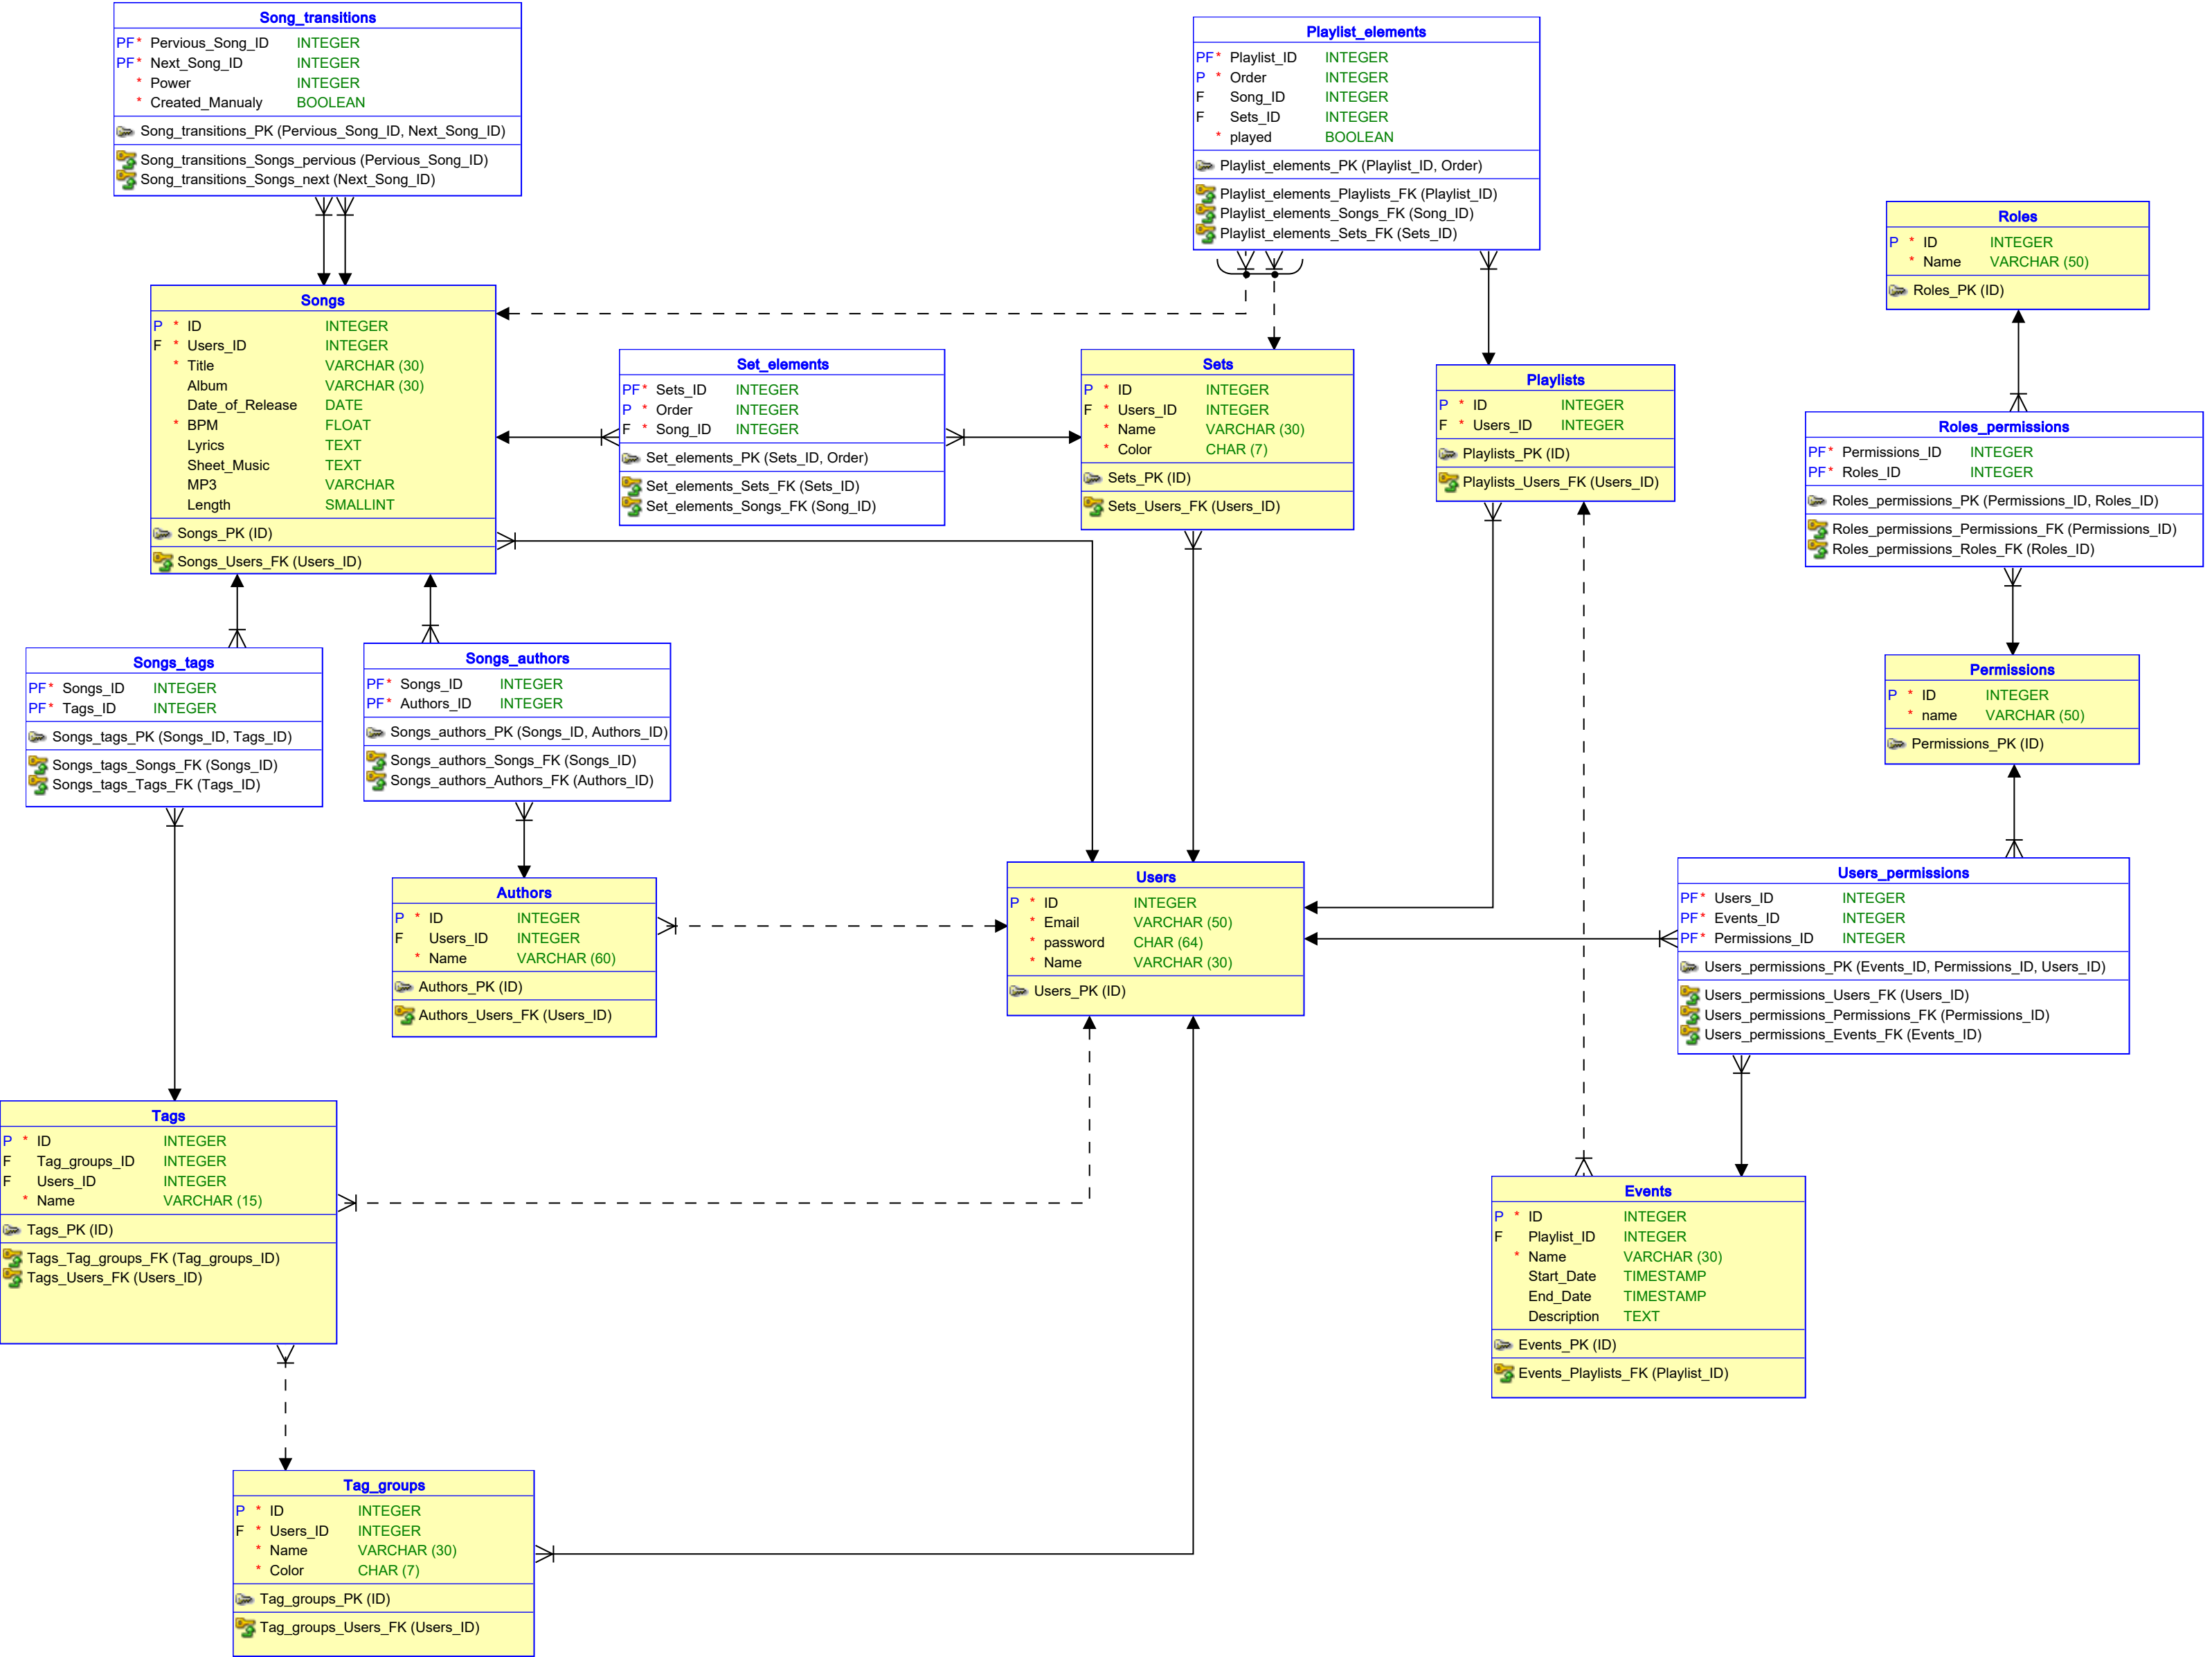 Song_transitions
PF* Pervious_Song_ID INTEGER
PF* Next_Song_ID INTEGER
* Power INTEGER
* Created_Manualy BOOLEAN
Song_transitions_PK (Pervious_Song_ID, Next_Song_ID)
Song_transitions_Songs_pervious (Pervious_Song_ID)
Song_transitions_Songs_next (Next_Song_ID)
Playlist_elements
PF* Playlist_ID INTEGER
P * Order INTEGER
F Song_ID INTEGER
F Sets_ID INTEGER
* played BOOLEAN
Playlist_elements_PK (Playlist_ID, Order)
Playlist_elements_Playlists_FK (Playlist_ID)
Playlist_elements_Songs_FK (Song_ID)
Playlist_elements_Sets_FK (Sets_ID)
Roles
P * ID INTEGER
* Name VARCHAR (50)
Roles_PK (ID)
Songs
P * ID INTEGER
F * Users_ID INTEGER
* Title VARCHAR (30)
Album VARCHAR (30)
Date_of_Release DATE
* BPM FLOAT
Lyrics TEXT
Sheet_Music TEXT
MP3 VARCHAR
Length SMALLINT
Songs_PK (ID)
Songs_Users_FK (Users_ID)
Set_elements
PF* Sets_ID INTEGER
P * Order INTEGER
F * Song_ID INTEGER
Set_elements_PK (Sets_ID, Order)
Set_elements_Sets_FK (Sets_ID)
Set_elements_Songs_FK (Song_ID)
Sets
P * ID INTEGER
F * Users_ID INTEGER
* Name VARCHAR (30)
* Color CHAR (7)
Sets_PK (ID)
Sets_Users_FK (Users_ID)
Playlists
P * ID INTEGER
F * Users_ID INTEGER
Playlists_PK (ID)
Playlists_Users_FK (Users_ID)
Roles_permissions
PF* Permissions_ID INTEGER
PF* Roles_ID INTEGER
Roles_permissions_PK (Permissions_ID, Roles_ID)
Roles_permissions_Permissions_FK (Permissions_ID)
Roles_permissions_Roles_FK (Roles_ID)
Songs_tags
PF* Songs_ID INTEGER
PF* Tags_ID INTEGER
Songs_tags_PK (Songs_ID, Tags_ID)
Songs_tags_Songs_FK (Songs_ID)
Songs_tags_Tags_FK (Tags_ID)
Songs_authors
PF* Songs_ID INTEGER
PF* Authors_ID INTEGER
Songs_authors_PK (Songs_ID, Authors_ID)
Songs_authors_Songs_FK (Songs_ID)
Songs_authors_Authors_FK (Authors_ID)
Permissions
P * ID INTEGER
* name VARCHAR (50)
Permissions_PK (ID)
Authors
P * ID INTEGER
F Users_ID INTEGER
* Name VARCHAR (60)
Authors_PK (ID)
Authors_Users_FK (Users_ID)
Users
P * ID INTEGER
* Email VARCHAR (50)
* password CHAR (64)
* Name VARCHAR (30)
Users_PK (ID)
Users_permissions
PF* Users_ID INTEGER
PF* Events_ID INTEGER
PF* Permissions_ID INTEGER
Users_permissions_PK (Events_ID, Permissions_ID, Users_ID)
Users_permissions_Users_FK (Users_ID)
Users_permissions_Permissions_FK (Permissions_ID)
Users_permissions_Events_FK (Events_ID)
Tags
P * ID INTEGER
F Tag_groups_ID INTEGER
F Users_ID INTEGER
* Name VARCHAR (15)
Tags_PK (ID)
Tags_Tag_groups_FK (Tag_groups_ID)
Tags_Users_FK (Users_ID)
Events
P * ID INTEGER
F Playlist_ID INTEGER
* Name VARCHAR (30)
Start_Date TIMESTAMP
End_Date TIMESTAMP
Description TEXT
Events_PK (ID)
Events_Playlists_FK (Playlist_ID)
Tag_groups
P * ID INTEGER
F * Users_ID INTEGER
* Name VARCHAR (30)
* Color CHAR (7)
Tag_groups_PK (ID)
Tag_groups_Users_FK (Users_ID)